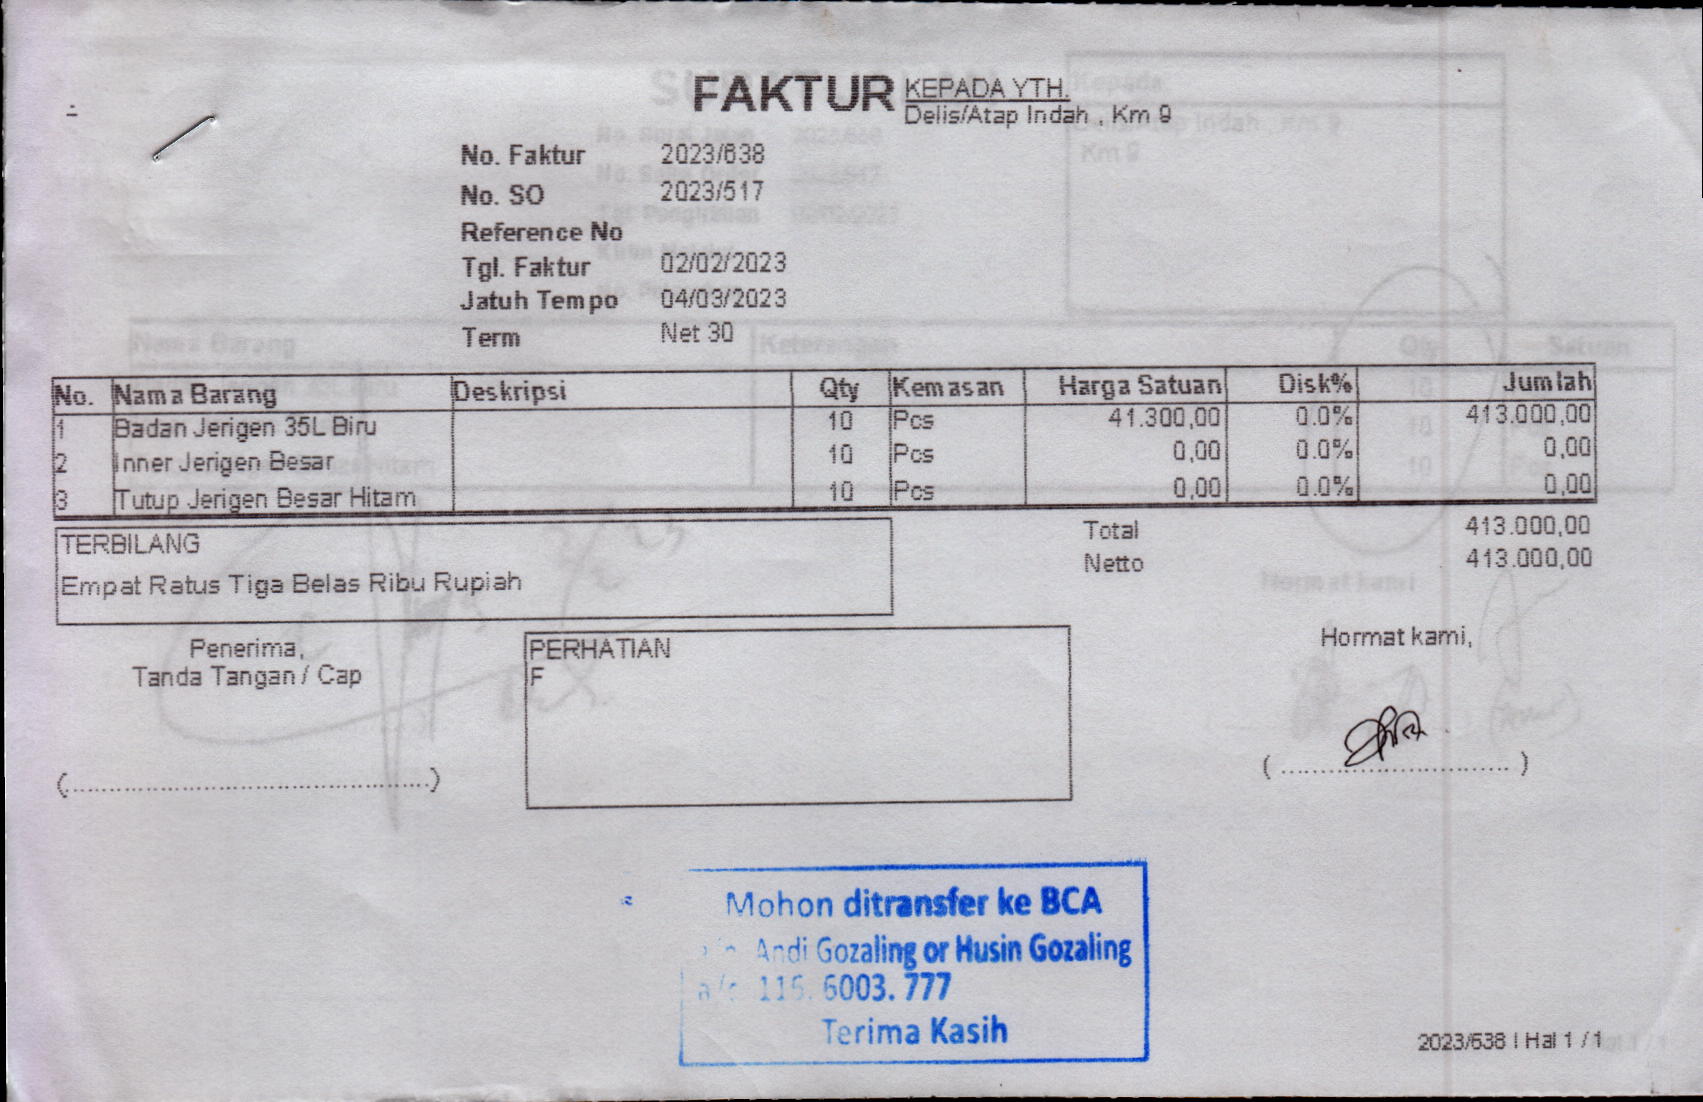 FAKTUR
KEPADA YTH.
Delis/Atap Indah , Km 9
No. Faktur 2023/638
No. SO 2023/517
Reference No
Tgl. Faktur 02/02/2023
Jatuh Tempo 04/03/2023
Term Net 30
No. Nama Barang Deskripsi Qty Kemasan Harga Satuan Disk% Jumlah
1 Badan Jerigen 35L Biru 10 Pcs 41.300,00 0.0% 413.000,00
2 Inner Jerigen Besar 10 Pcs 0,00 0.0% 0,00
3 Tutup Jerigen Besar Hitam 10 Pcs 0,00 0.0% 0,00
TERBILANG
Empat Ratus Tiga Belas Ribu Rupiah
Total 413.000,00
Netto 413.000,00
Penerima,
Tanda Tangan / Cap
(................................................)
PERHATIAN
F
Hormat kami,
( ............................... )
Mohon ditransfer ke BCA
Andi Gozaling or Husin Gozaling
a/c 6003. 777
Terima Kasih
2023/638 | Hal 1 / 1